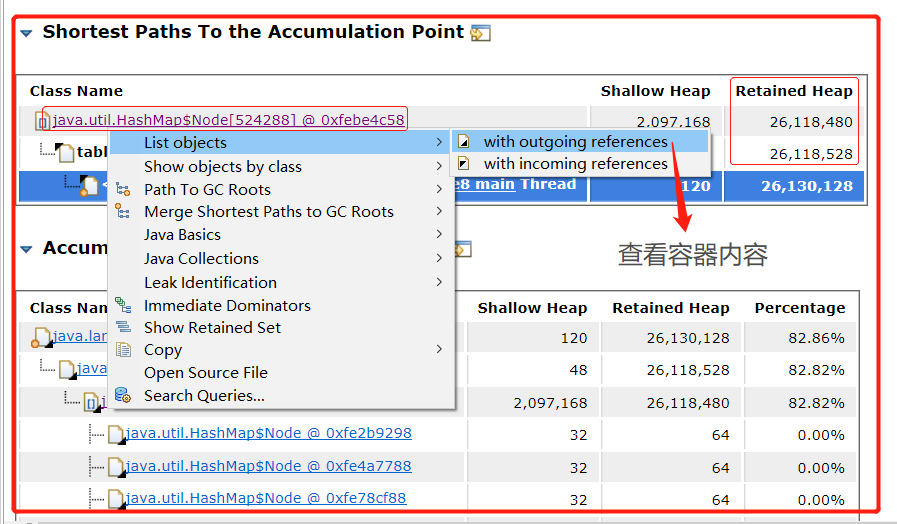 Shortest Paths To the Accumulation Point
Class Name Shallow Heap Retained Heap
java.util.HashMap$Node[524288] @ 0xfebe4c58 2,097,168 26,118,480
List objects with outgoing references
tabl 26,118,528
Show objects by class with incoming references
Path To GC Roots
e8 main Thread 120 26,130,128
Merge Shortest Paths to GC Roots
Java Basics
Accum
查看容器内容
Java Collections
Leak Identification
Class Nam Shallow Heap Retained Heap Percentage
Immediate Dominators
Show Retained Set
java.lan 120 26,130,128 82.86%
Copy
java 48 26,118,528 82.82%
Open Source File
Search Queries...
2,097,168 26,118,480 82.82%
java.util.HashMap$Node @ 0xfe2b9298 32 64 0.00%
java.util.HashMap$Node @ 0xfe4a7788 32 64 0.00%
java.util.HashMap$Node @ 0xfe78cf88 32 64 0.00%